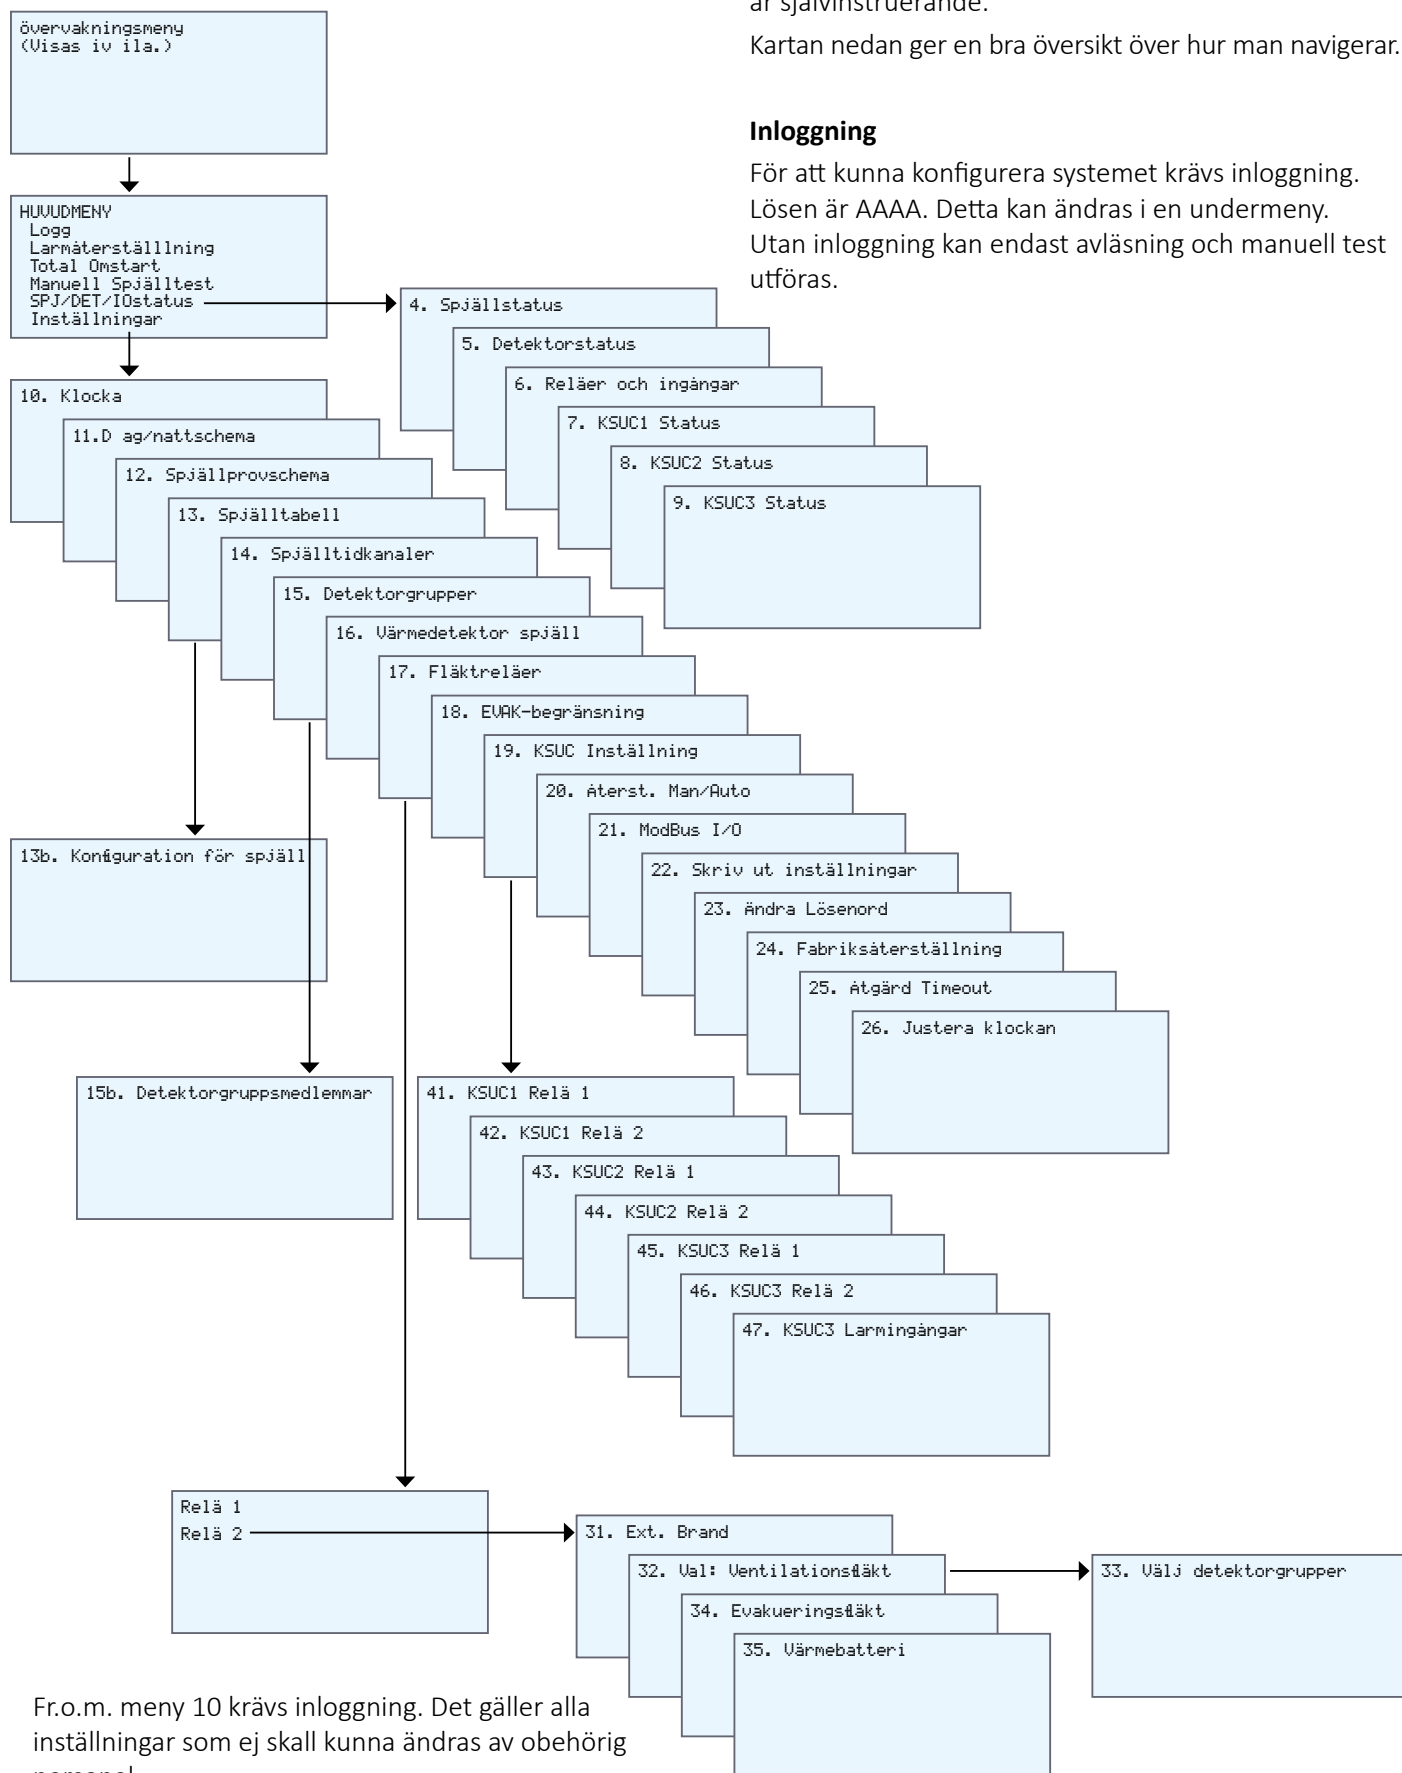 är självinstruerande.
Kartan nedan ger en bra översikt över hur man navigerar.
Inloggning
För att kunna konfigurera systemet krävs inloggning.
Lösen är AAAA. Detta kan ändras i en undermeny.
Utan inloggning kan endast avläsning och manuell test
utföras.
övervakningsmeny
(Visas iv ila.)
HUVUDMENY
Logg
Larmåterställlning
Total Omstart
Manuell Spjälltest
SPJ/DET/IOstatus
Inställningar
4. Spjällstatus
5. Detektorstatus
6. Reläer och ingångar
7. KSUC1 Status
8. KSUC2 Status
9. KSUC3 Status
10. Klocka
11.D ag/nattschema
12. Spjällprovschema
13. Spjälltabell
14. Spjälltidkanaler
15. Detektorgrupper
16. Värmedetektor spjäll
17. Fläktreläer
18. EVAK-begränsning
19. KSUC Inställning
20. återst. Man/Auto
21. ModBus I/O
22. Skriv ut inställningar
23. ändra Lösenord
24. Fabriksåterställning
25. åtgärd Timeout
26. Justera klockan
13b. Konfiguration för spjäll
15b. Detektorgruppsmedlemmar
41. KSUC1 Relä 1
42. KSUC1 Relä 2
43. KSUC2 Relä 1
44. KSUC2 Relä 2
45. KSUC3 Relä 1
46. KSUC3 Relä 2
47. KSUC3 Larmingångar
Relä 1
Relä 2
31. Ext. Brand
32. Val: Ventilationsfläkt
33. Välj detektorgrupper
34. Evakueringsfläkt
35. Värmebatteri
Fr.o.m. meny 10 krävs inloggning. Det gäller alla
inställningar som ej skall kunna ändras av obehörig